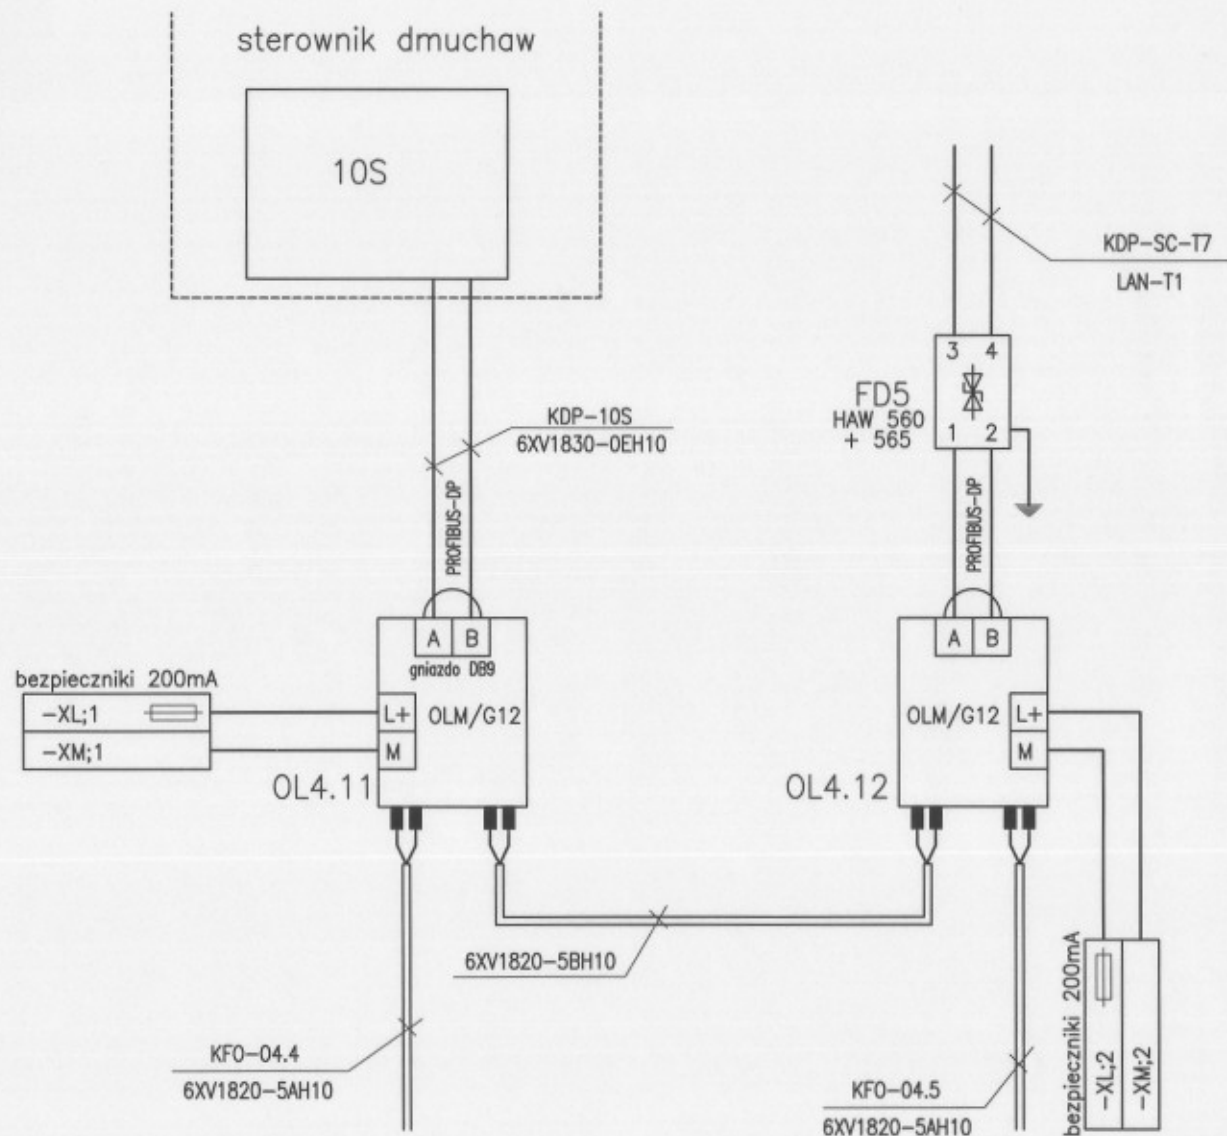 sterownik dmuchaw
10S
KDP-SC-T7
LAN-T1
3 4
FD5
HAW 560
+ 565
1 2
KDP-10S
6XV1830-0EH10
PROFIBUS-DP
PROFIBUS-DP
A B
gniazdo DB9
A B
bezpieczniki 200mA
-XL;1
-XM;1
L+
M
OLM/G12
OL4.11
OLM/G12
L+
M
OL4.12
6XV1820-5BH10
KFO-04.4
6XV1820-5AH10
KFO-04.5
6XV1820-5AH10
bezpieczniki 200mA
-XL;2
-XM;2